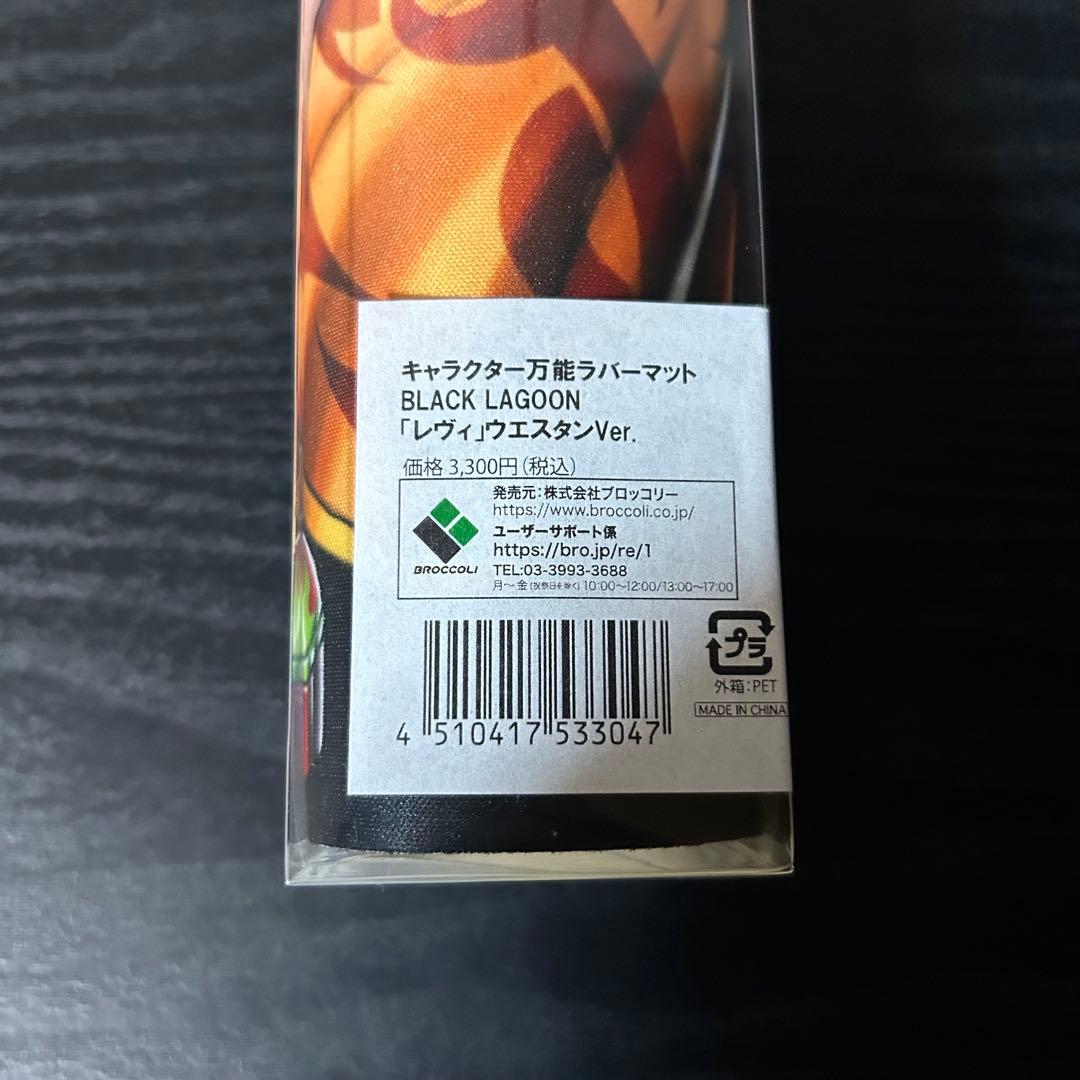 キャラクター万能ラバーマット
BLACK LAGOON
「レヴィ」ウエスタンVer.
価格 3,300円(税込)
発売元:株式会社ブロッコリー
https://www.broccoli.co.jp/
ユーザーサポート係
https://bro.jp/re/1
TEL:03-3993-3688
月〜金(祝祭日を除く)10:00〜12:00/13:00〜17:00
BROCCOLI
プラ
外箱:PET
MADE IN CHINA
4 510417 533047